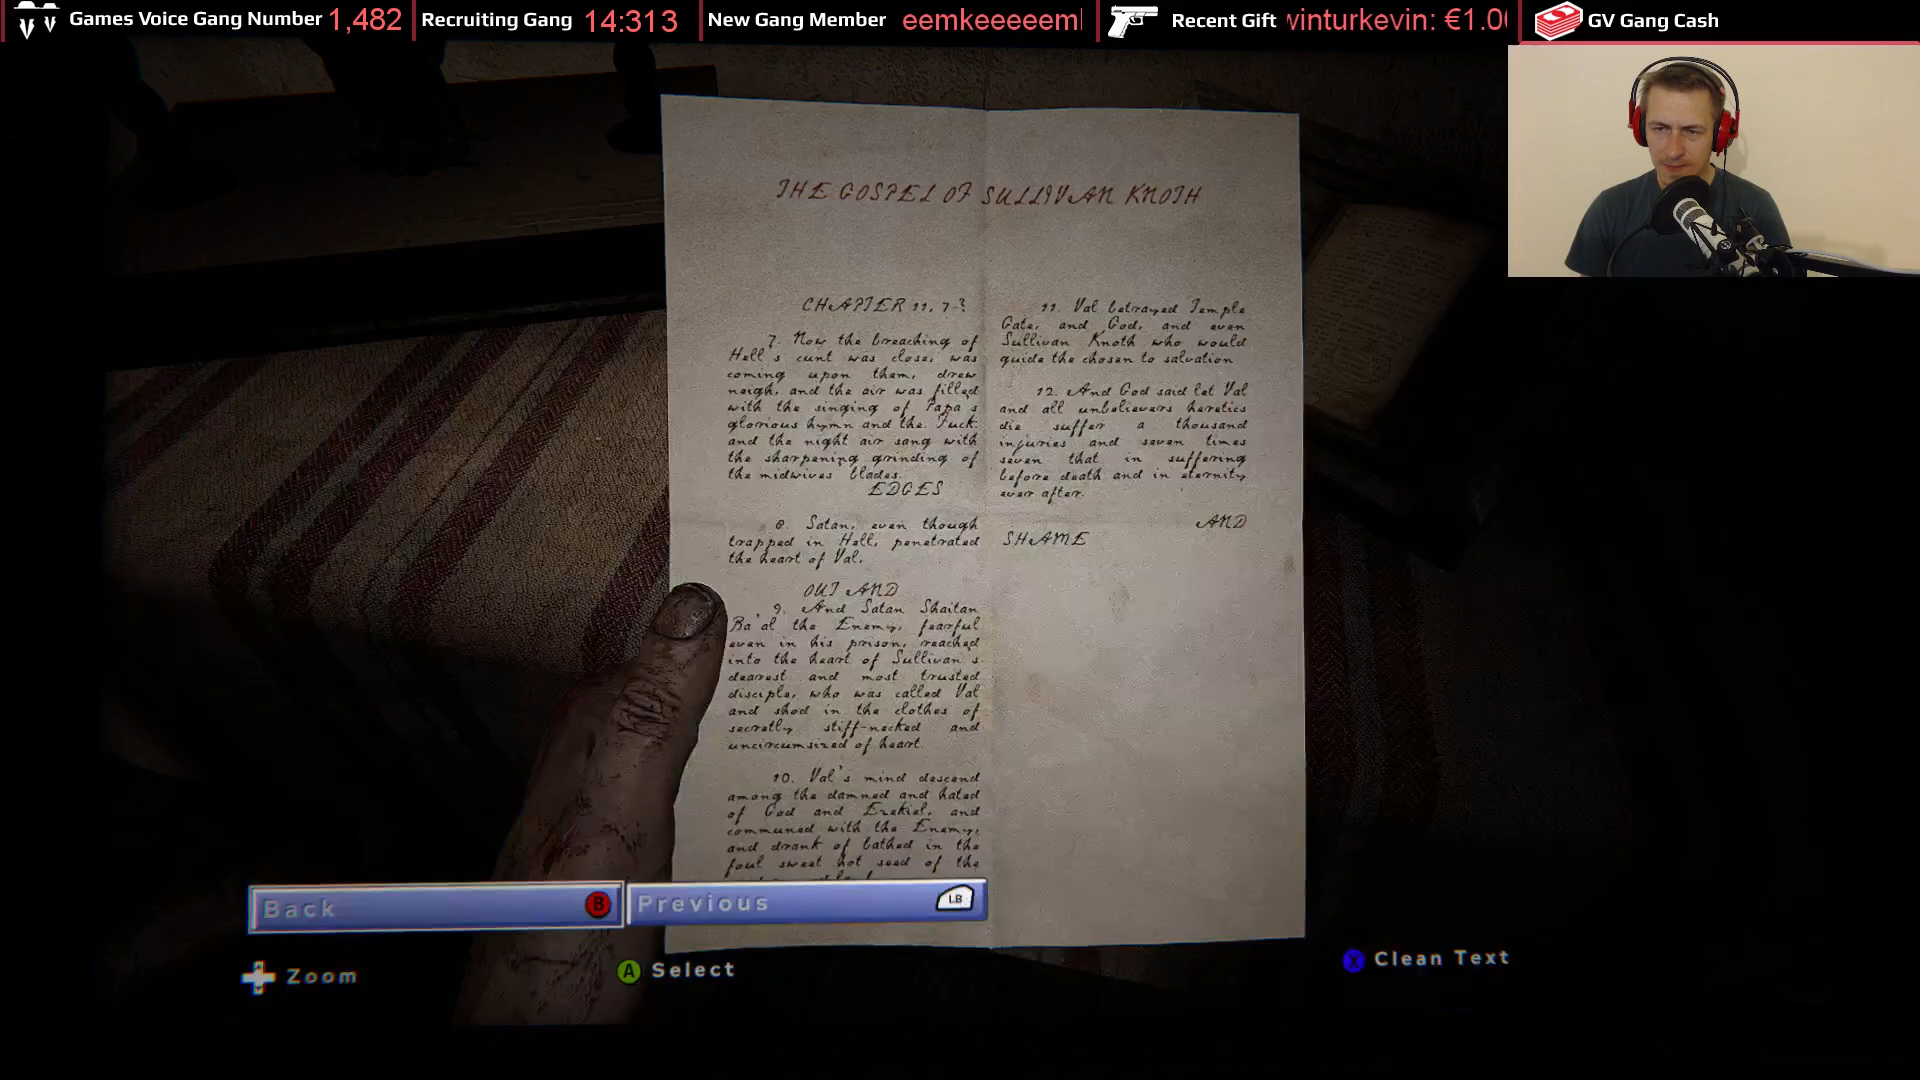 Games Voice Gang Number 1,482 Recruiting Gang 14:313 New Gang Member eemkeeeeeeml Recent Gift vinturkevin: €1.00 GV Gang Cash
THE GOSPEL OF SULLIVAN KNOTH
CHAPTER 11, 7-?
7. Now the breaching of
Hell's cunt was close, was
coming upon them, drew
neigh, and the air was filled
with the singing of Papa's
glorious hymn and the. Fuck.
and the night air sang with
the sharpening grinding of
the midwives blades.
EDGES
8. Satan, even though
trapped in Hell, penetrated
the heart of Val.
OUT AND
9. And Satan Shaitan
Ba'al the Enemy, fearful
even in his prison, reached
into the heart of Sullivan's
dearest and most trusted
disciple, who was called Val
and shod in the clothes of
secretly stiff-necked and
uncircumsized of heart.
10. Val's mind descend
among the damned and hated
of God and Ezekiel, and
communed with the Enemy,
and drank of bathed in the
foul sweet hot seed of the
11. Val betrayed Temple
Gate, and God, and even
Sullivan Knoth who would
guide the chosen to salvation
12. And God said let Val
and all unbelievers heretics
die suffer a thousand
injuries and seven times
seven that in suffering
before death and in eternity
ever after.
AND
SHAME
Back B Previous LB
Zoom
A Select
X Clean Text